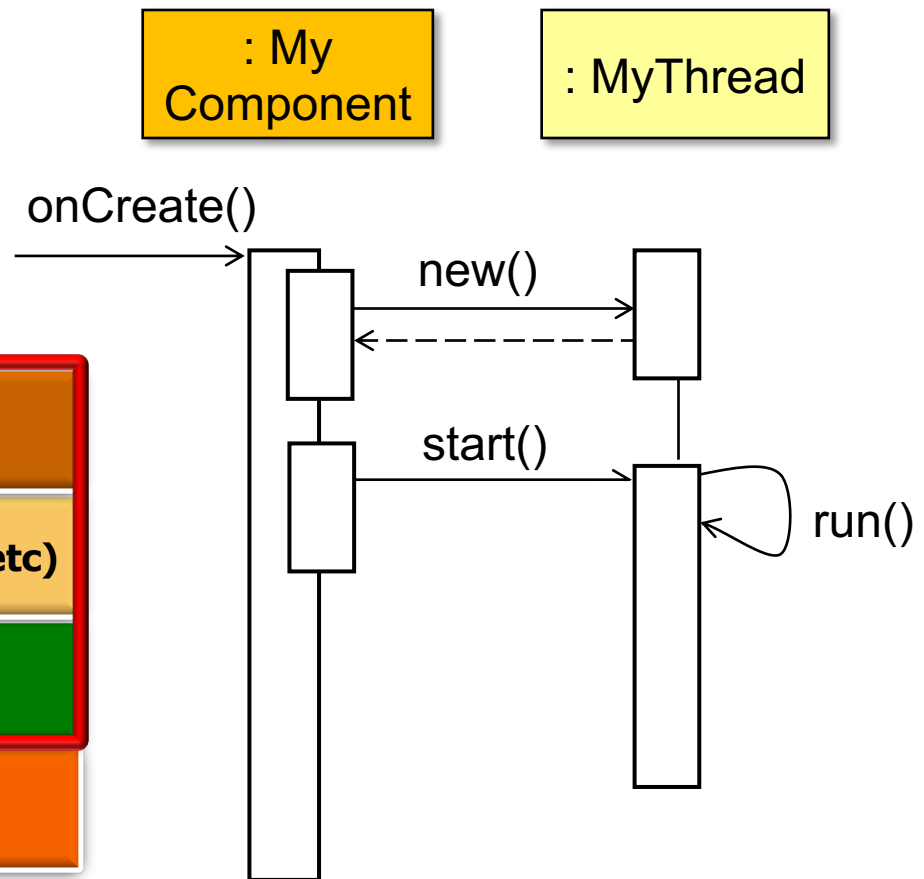 : My
Component
: MyThread
onCreate()
new()
start()
run()
etc)